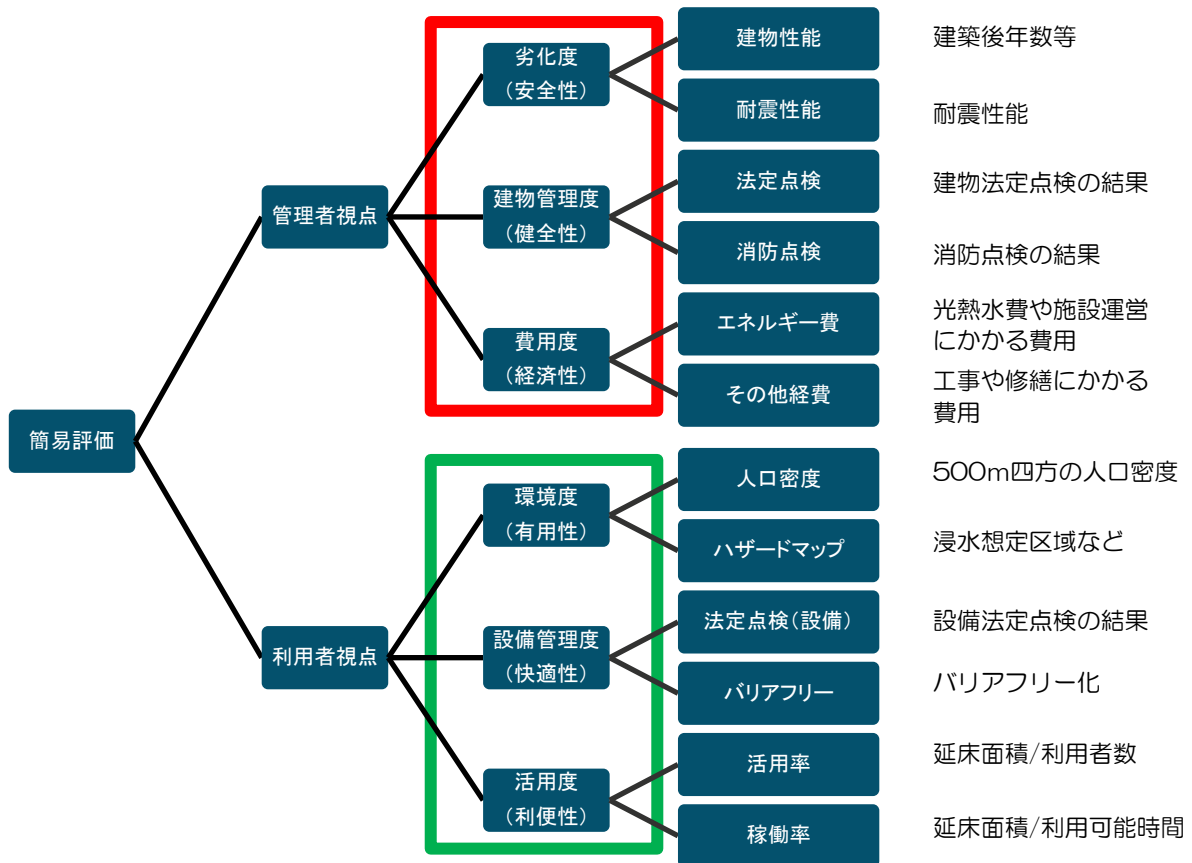 簡易評価
管理者視点
劣化度
(安全性)
建物性能
建築後年数等
耐震性能
耐震性能
建物管理度
(健全性)
法定点検
建物法定点検の結果
消防点検
消防点検の結果
費用度
(経済性)
エネルギー費
光熱水費や施設運営
にかかる費用
その他経費
工事や修繕にかかる
費用
利用者視点
環境度
(有用性)
人口密度
500m四方の人口密度
ハザードマップ
浸水想定区域など
設備管理度
(快適性)
法定点検(設備)
設備法定点検の結果
バリアフリー
バリアフリー化
活用度
(利便性)
活用率
延床面積/利用者数
稼働率
延床面積/利用可能時間